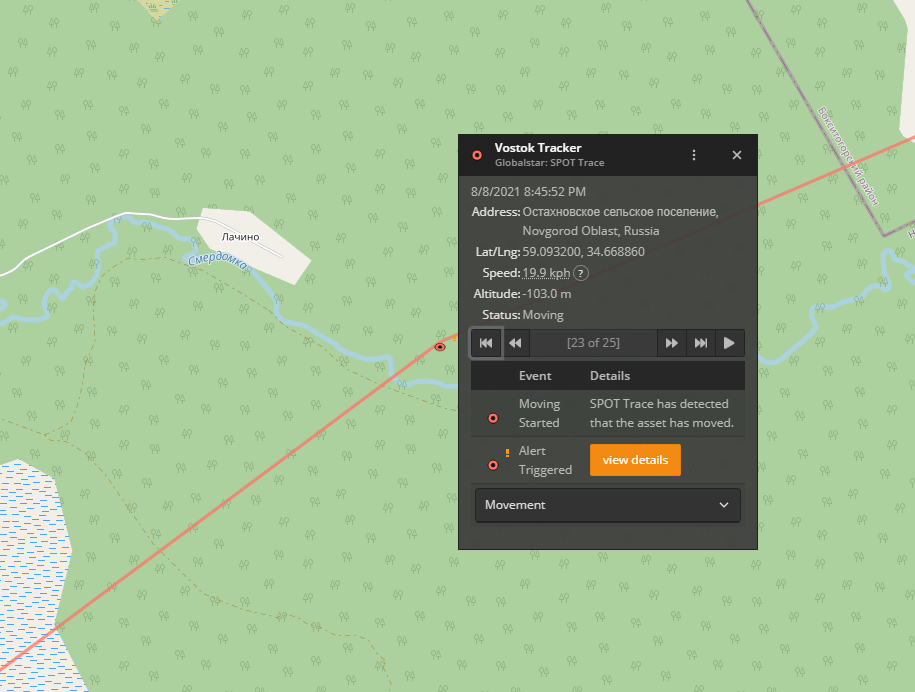 Бокситогорский район
Лачино
Смердомка
Vostok Tracker
Globalstar: SPOT Trace
8/8/2021 8:45:52 PM
Address: Остахновское сельское поселение,
Novgorod Oblast, Russia
Lat/Lng: 59.093200, 34.668860
Speed: 19.9 kph ?
Altitude: -103.0 m
Status: Moving
[23 of 25]
Event Details
Moving Started SPOT Trace has detected that the asset has moved.
! Alert Triggered view details
Movement